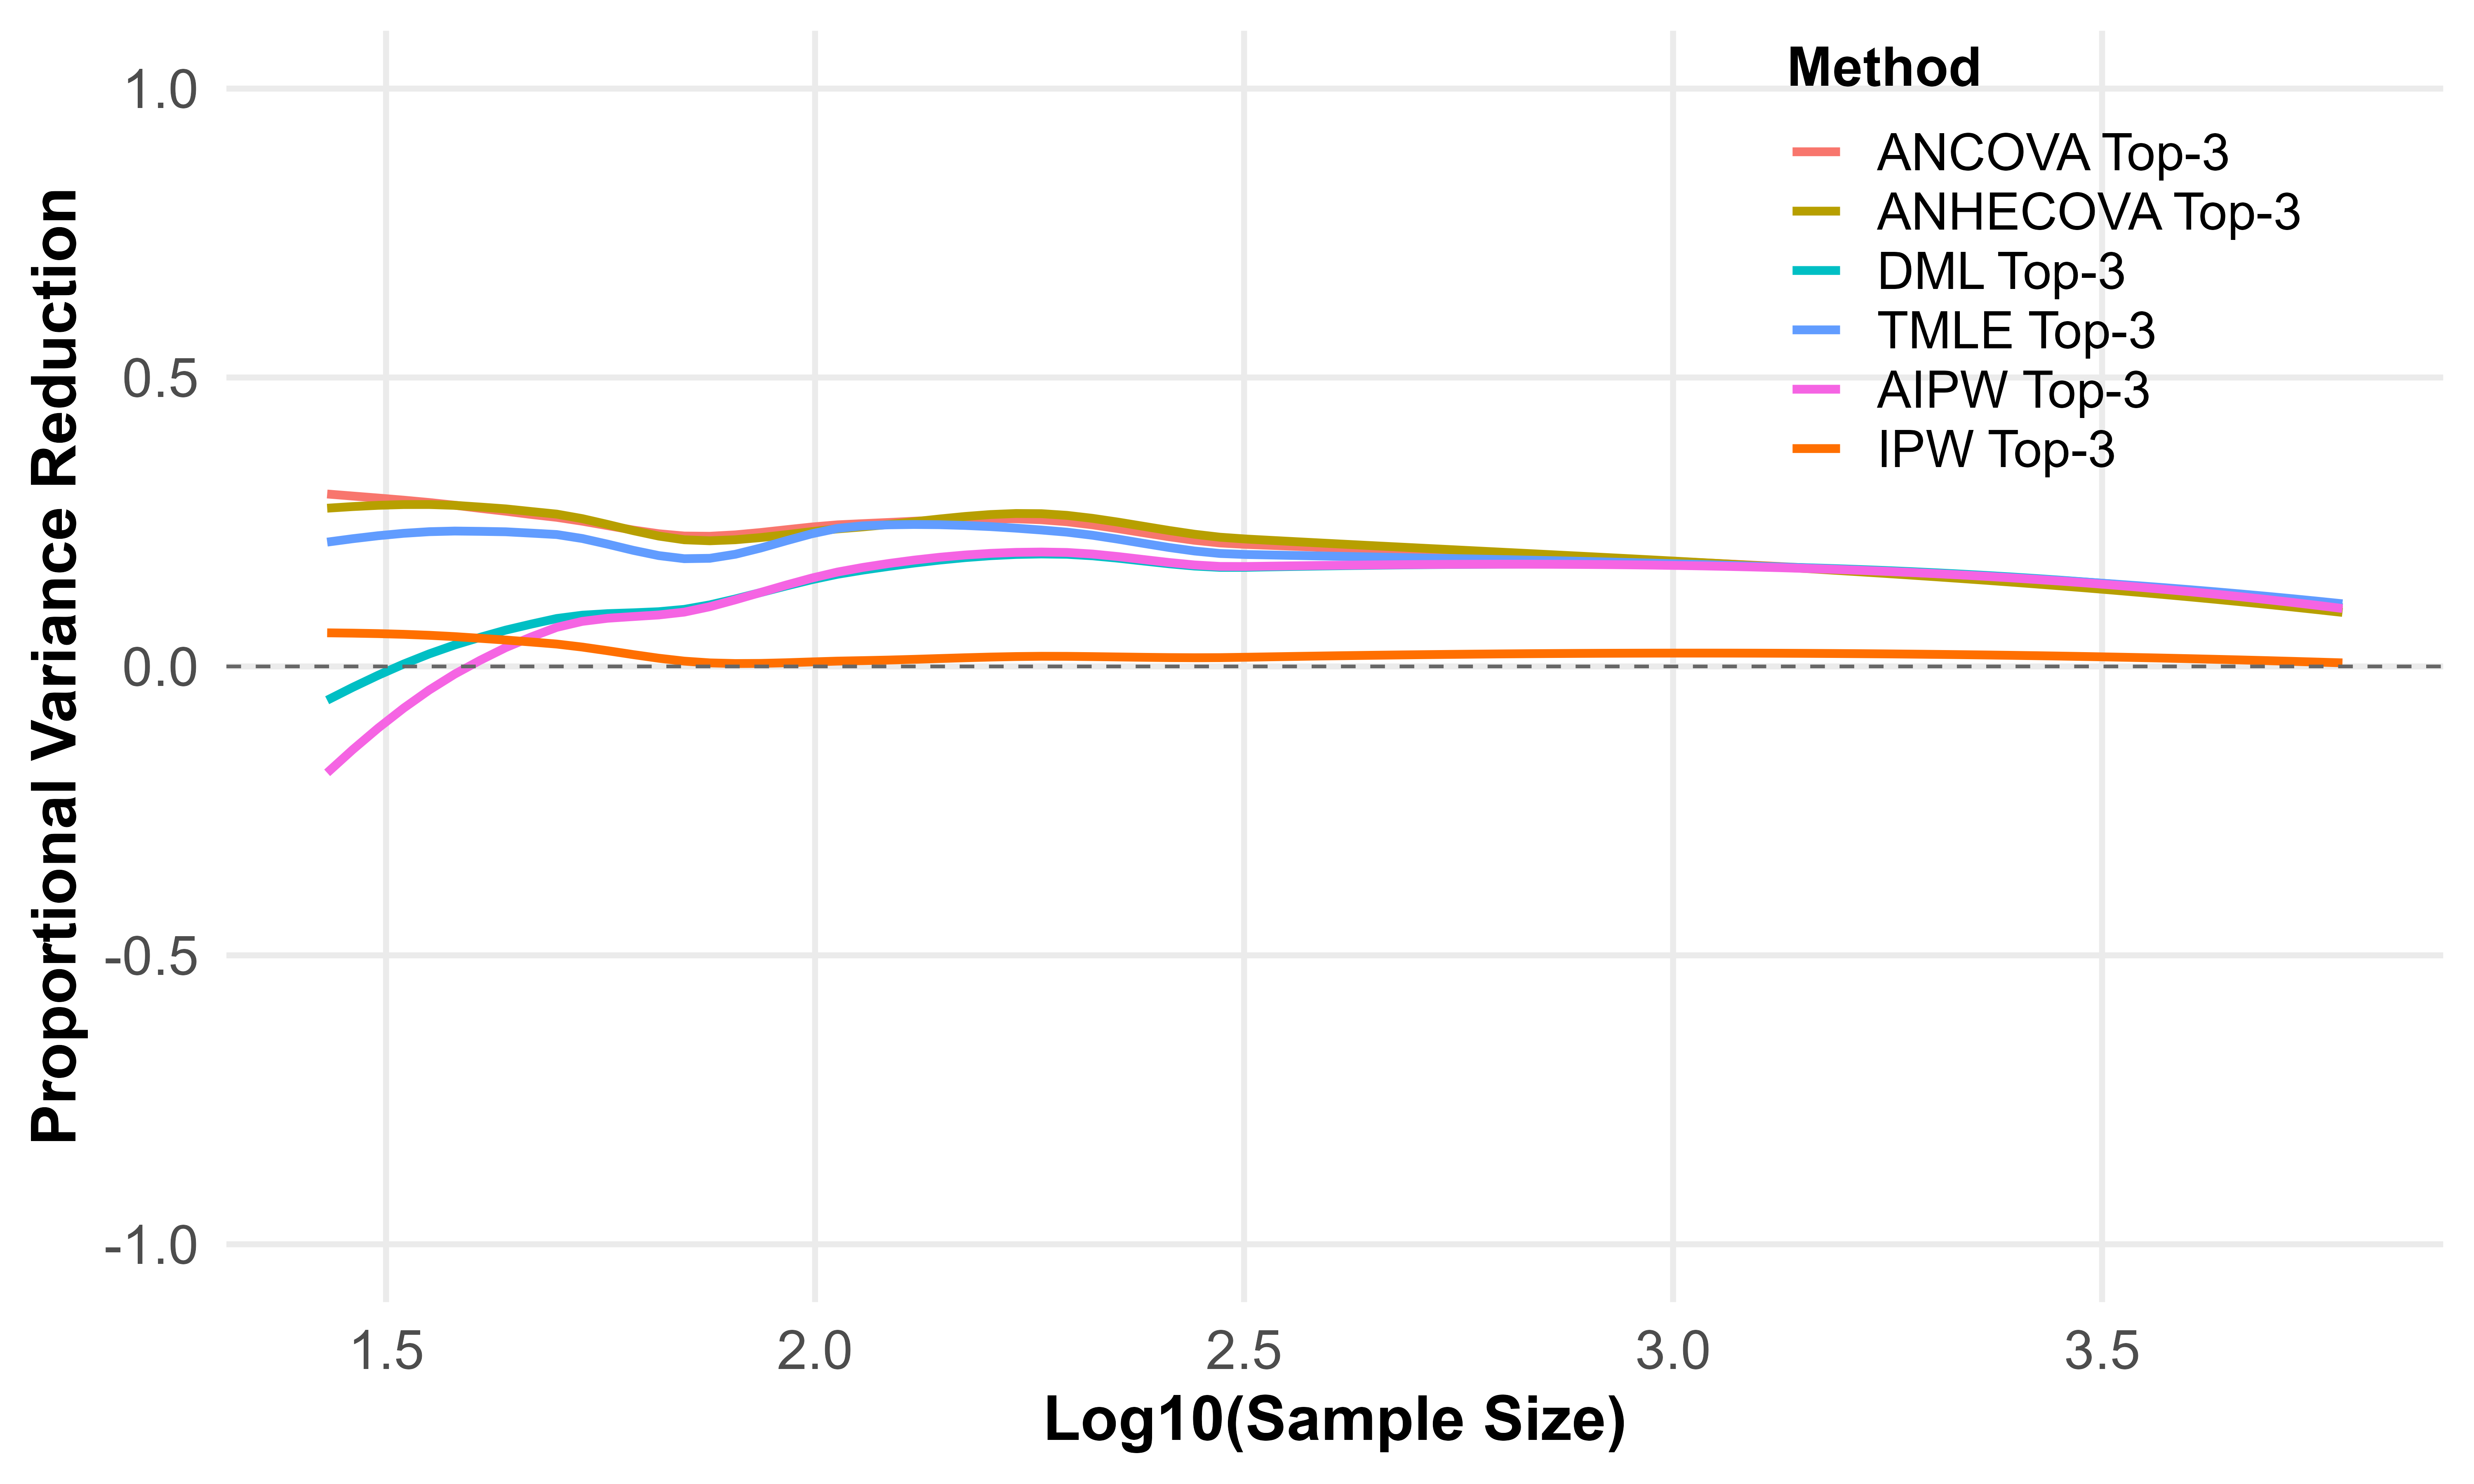 Method
ANCOVA Top-3
ANHECOVA Top-3
DML Top-3
TMLE Top-3
AIPW Top-3
IPW Top-3
Proportional Variance Reduction
1.0
0.5
0.0
-0.5
-1.0
1.5 2.0 2.5 3.0 3.5
Log10(Sample Size)